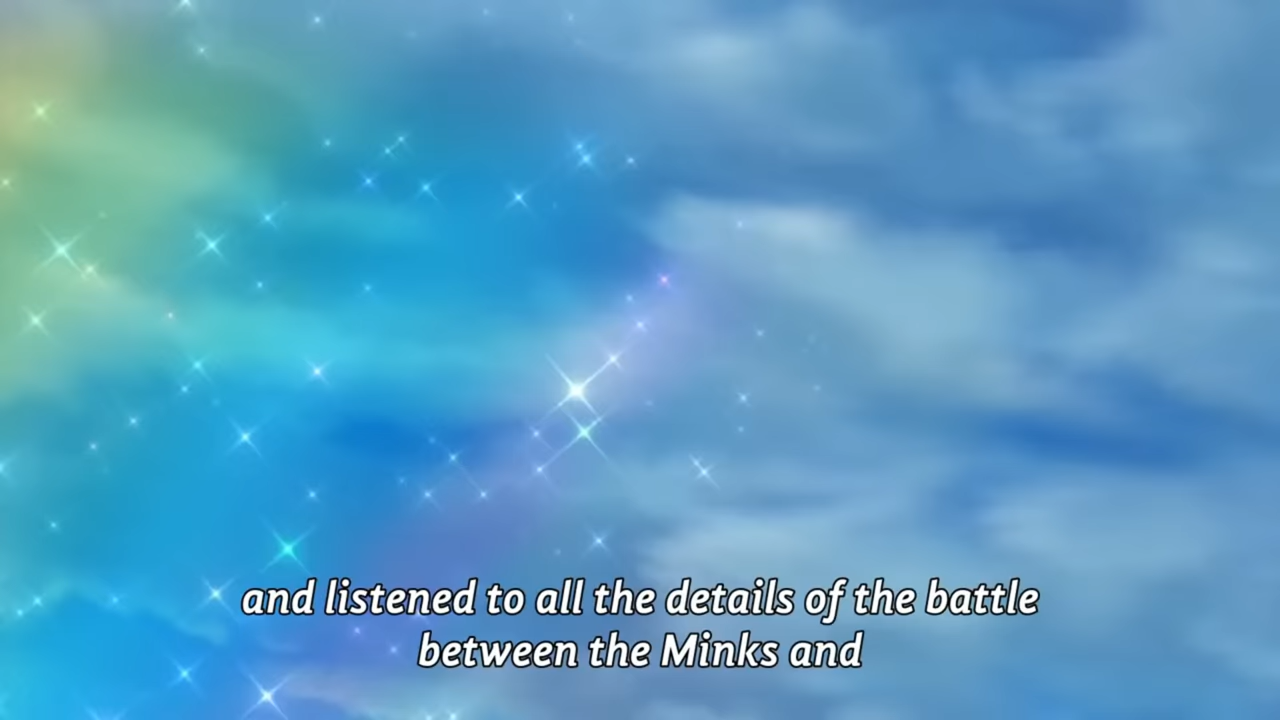 and listened to all the details of the battle
between the Minks and